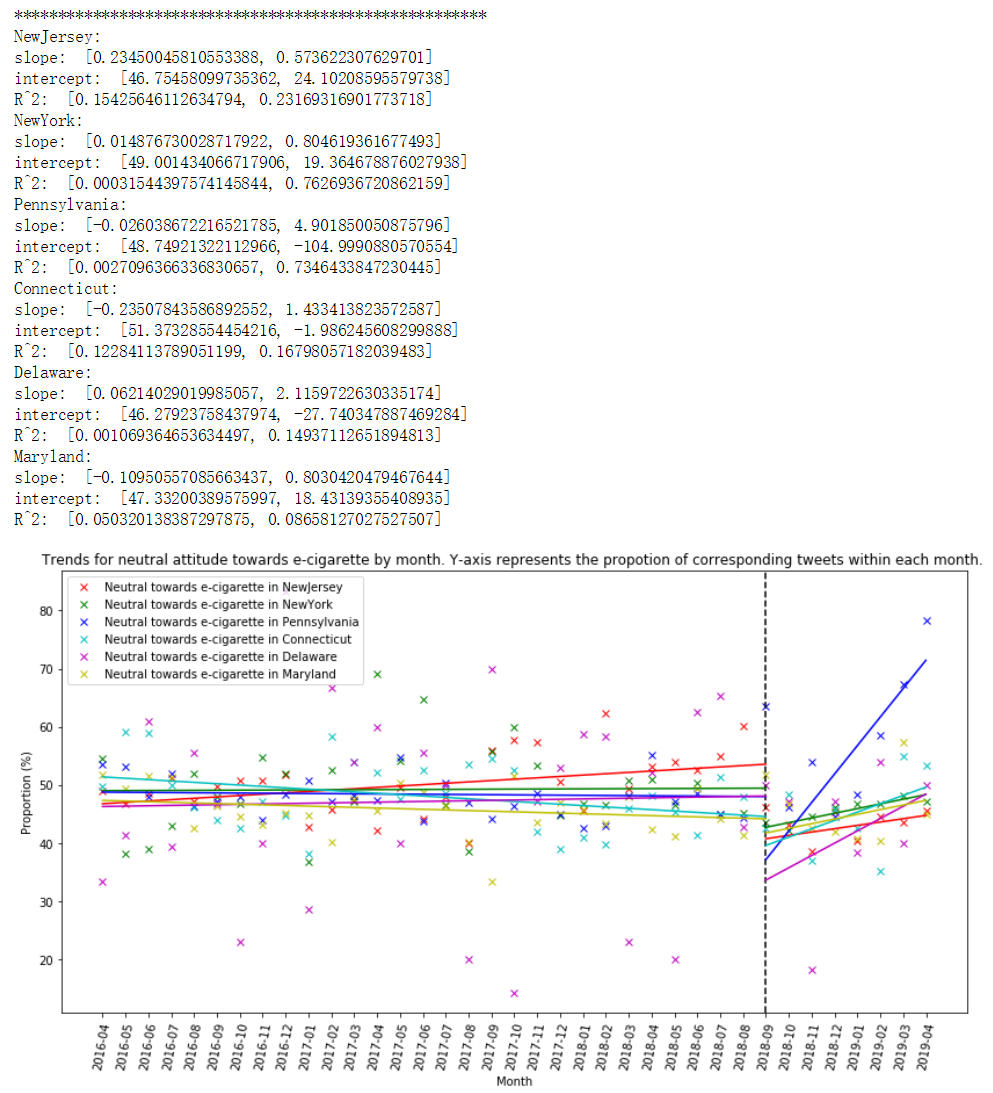 ******************************************************
NewJersey:
slope:  [0.23450045810553388, 0.573622307629701]
intercept:  [46.75458099735362, 24.10208595579738]
R^2:  [0.15425646112634794, 0.23169316901773718]
NewYork:
slope:  [0.014876730028717922, 0.804619361677493]
intercept:  [49.001434066717906, 19.364678876027938]
R^2:  [0.00031544397574145844, 0.7626936720862159]
Pennsylvania:
slope:  [-0.026038672216521785, 4.901850050875796]
intercept:  [48.74921322112966, -104.9990880570554]
R^2:  [0.0027096366336830657, 0.7346433847230445]
Connecticut:
slope:  [-0.23507843586892552, 1.433413823572587]
intercept:  [51.37328554454216, -1.986245608299888]
R^2:  [0.12284113789051199, 0.16798057182039483]
Delaware:
slope:  [0.06214029019985057, 2.1159722630335174]
intercept:  [46.27923758437974, -27.740347887469284]
R^2:  [0.001069364653634497, 0.14937112651894813]
Maryland:
slope:  [-0.10950557085663437, 0.8030420479467644]
intercept:  [47.33200389575997, 18.43139355408935]
R^2:  [0.050320138387297875, 0.08658127027527507]
Trends for neutral attitude towards e-cigarette by month. Y-axis represents the propotion of corresponding tweets within each month.
Neutral towards e-cigarette in NewJersey
Neutral towards e-cigarette in NewYork
Neutral towards e-cigarette in Pennsylvania
Neutral towards e-cigarette in Connecticut
Neutral towards e-cigarette in Delaware
Neutral towards e-cigarette in Maryland
80
70
60
50
40
30
20
Proportion (%)
2016-04
2016-05
2016-06
2016-07
2016-08
2016-09
2016-10
2016-11
2016-12
2017-01
2017-02
2017-03
2017-04
2017-05
2017-06
2017-07
2017-08
2017-09
2017-10
2017-11
2017-12
2018-01
2018-02
2018-03
2018-04
2018-05
2018-06
2018-07
2018-08
2018-09
2018-10
2018-11
2018-12
2019-01
2019-02
2019-03
2019-04
Month